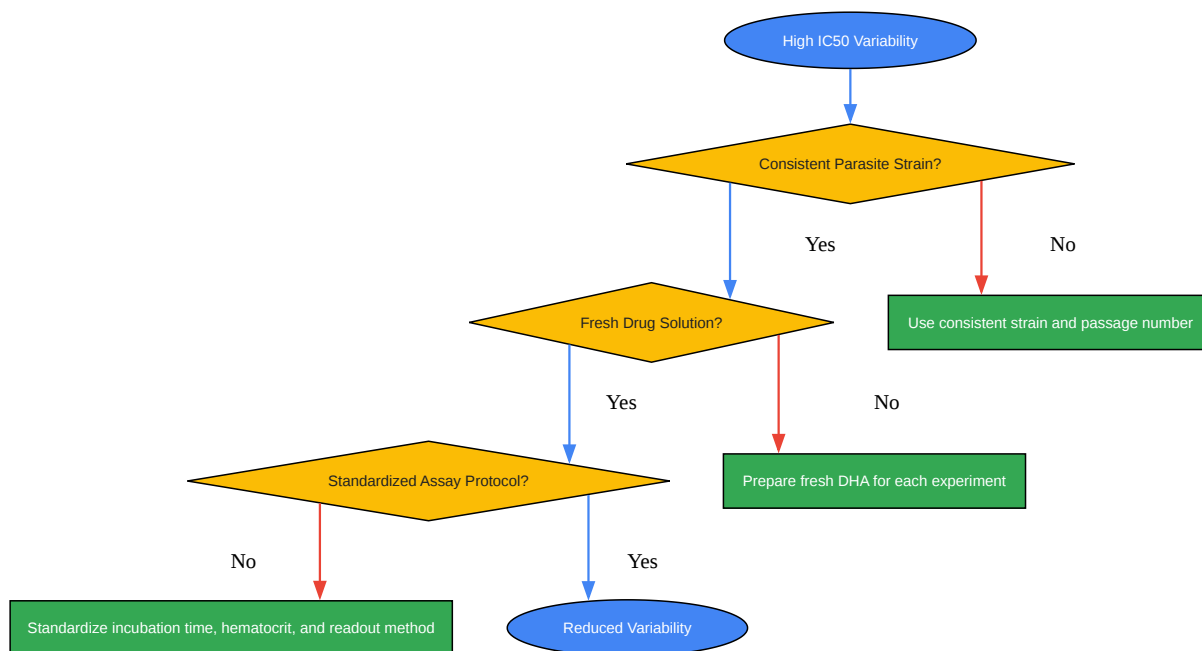 High IC50 Variability
Consistent Parasite Strain?
Yes
No
Fresh Drug Solution?
Use consistent strain and passage number
Yes
No
Standardized Assay Protocol?
Prepare fresh DHA for each experiment
No
Yes
Standardize incubation time, hematocrit, and readout method
Reduced Variability